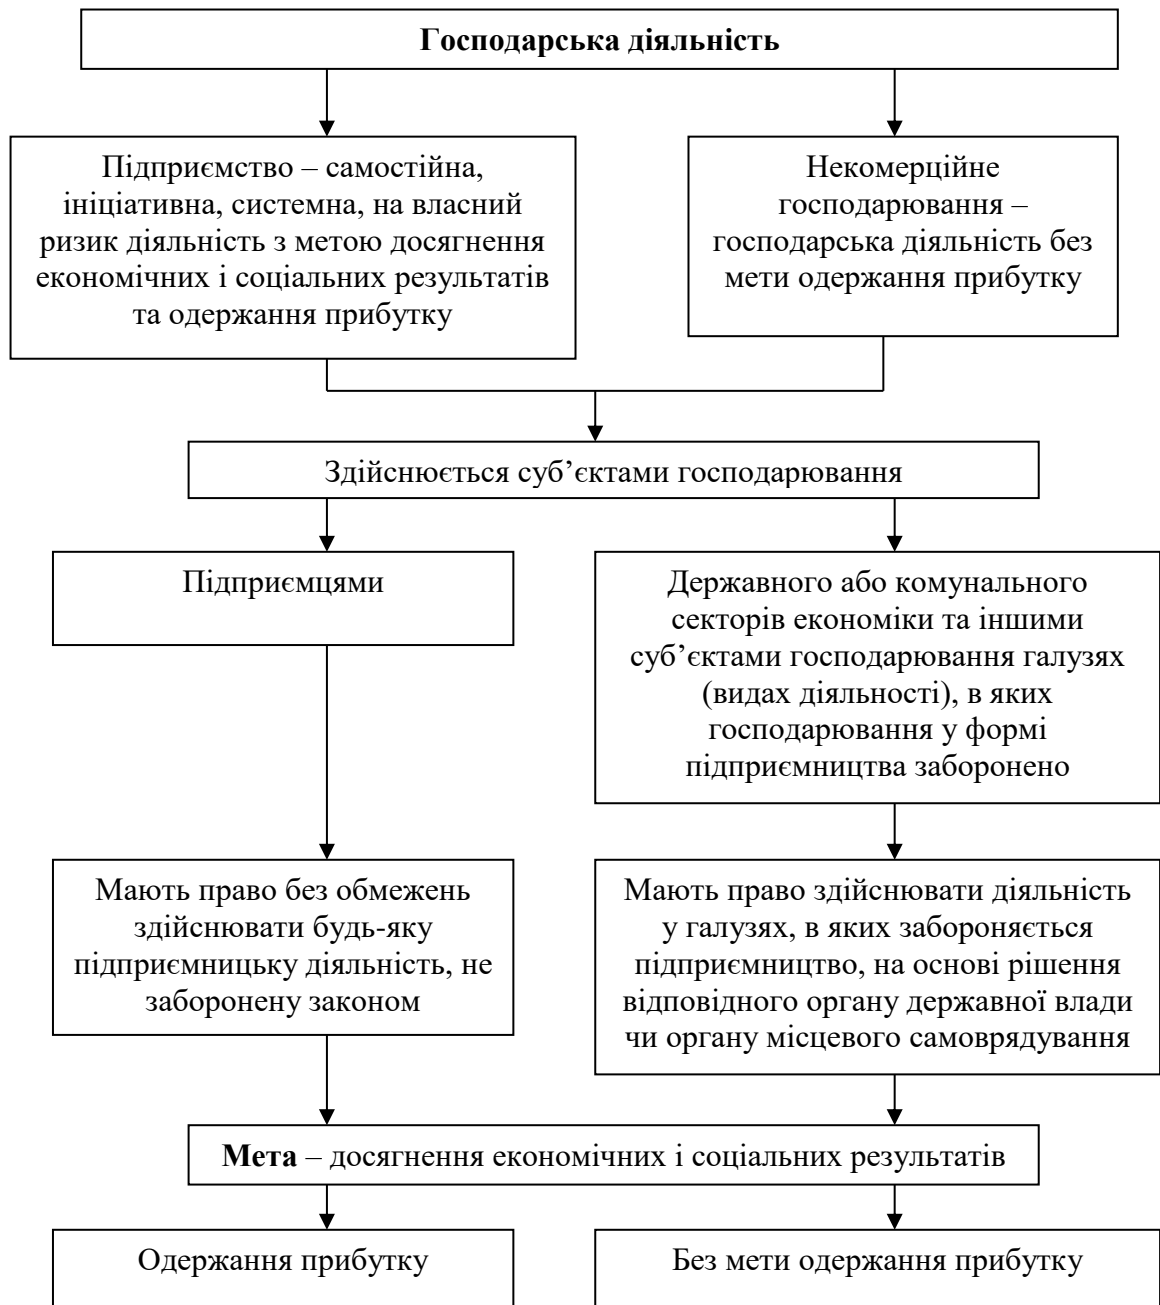 Господарська діяльність
Підприємство – самостійна,
ініціативна, системна, на власний
ризик діяльність з метою досягнення
економічних і соціальних результатів
та одержання прибутку
Некомерційне
господарювання –
господарська діяльність без
мети одержання прибутку
Здійснюється суб’єктами господарювання
Підприємцями
Державного або комунального
секторів економіки та іншими
суб’єктами господарювання галузях
(видах діяльності), в яких
господарювання у формі
підприємництва заборонено
Мають право без обмежень
здійснювати будь-яку
підприємницьку діяльність, не
заборонену законом
Мають право здійснювати діяльність
у галузях, в яких забороняється
підприємництво, на основі рішення
відповідного органу державної влади
чи органу місцевого самоврядування
Мета – досягнення економічних і соціальних результатів
Одержання прибутку
Без мети одержання прибутку